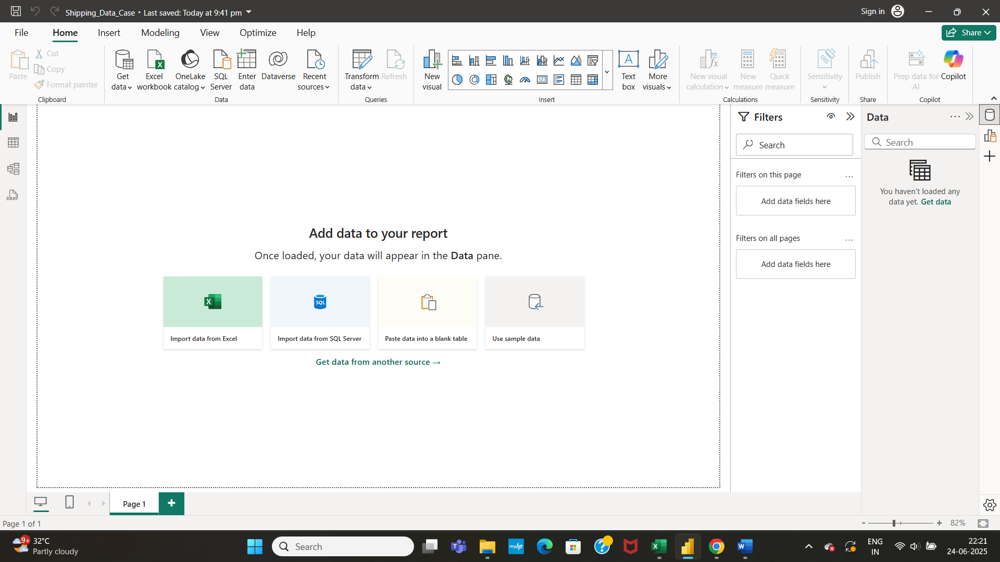 Shipping_Data_Case • Last saved: Today at 9:41 pm
Sign in
File Home Insert Modeling View Optimize Help
Share
Paste
Cut
Copy
Format painter
Clipboard
Get data
Excel workbook
OneLake catalog
SQL Server
Enter data
Dataverse
Recent sources
Data
Transform data
Refresh
Queries
New visual
123
Insert
A
Text box
More visuals
New visual calculation
New measure
Quick measure
Calculations
Sensitivity
Sensitivity
Publish
Share
Prep data for AI
Copilot
Copilot
DAX
Filters
Search
Filters on this page
...
Add data fields here
Filters on all pages
...
Add data fields here
Data
...
Search
You haven't loaded any
data yet. Get data
Add data to your report
Once loaded, your data will appear in the Data pane.
X
SQL
Import data from Excel
Import data from SQL Server
Paste data into a blank table
Use sample data
Get data from another source →
Page 1
+
Page 1 of 1
- + 82%
9+
32°C
Partly cloudy
Search
T
myhp
?
X
W
ENG
IN
22:21
24-06-2025